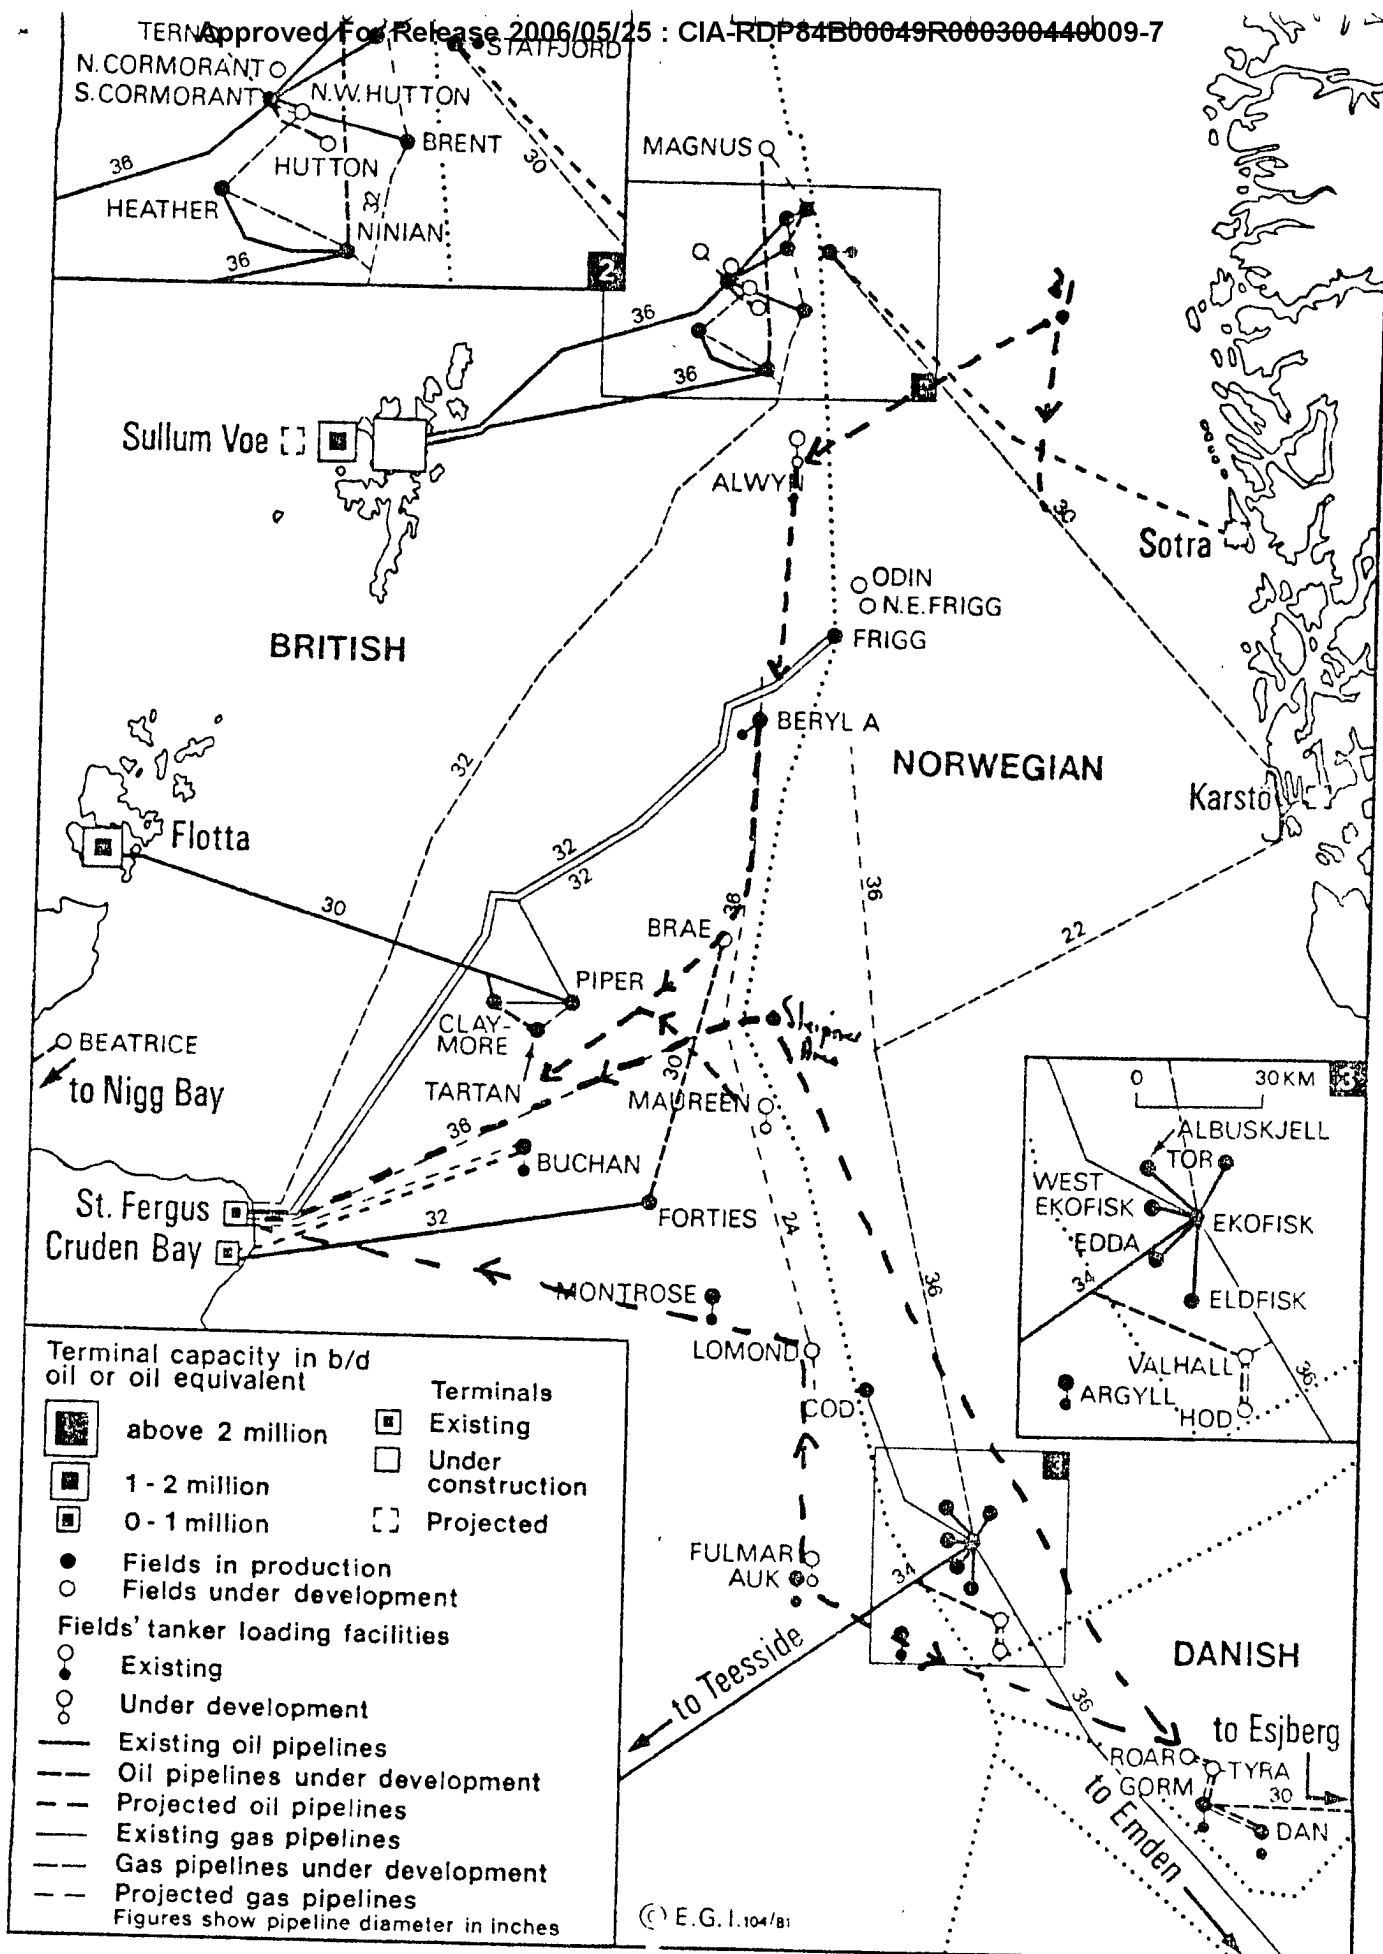 Approved For Release 2006/05/25 : CIA-RDP84B00049R000300440009-7
TERN
STATFJORD
N.CORMORANT
S.CORMORANT
N.W.HUTTON
BRENT
HUTTON
36
30
32
HEATHER
NINIAN
36
2
MAGNUS
36
36
Sullum Voe
ALWYN
30
Sotra
ODIN
N.E.FRIGG
FRIGG
BRITISH
BERYL A
NORWEGIAN
32
Karsto
Flotta
32
32
36
30
36
22
BRAE
PIPER
CLAY-
MORE
TARTAN
Sleipner
Area
BEATRICE
to Nigg Bay
30
MAUREEN
36
BUCHAN
St. Fergus
Cruden Bay
32
FORTIES
24
36
MONTROSE
LOMOND
COD
0 30 KM
3
ALBUSKJELL
TOR
WEST
EKOFISK
EKOFISK
EDDA
34
ELDFISK
VALHALL
36
ARGYLL
HOD
3
FULMAR
AUK
34
to Teesside
DANISH
36
to Esjberg
ROAR
TYRA
GORM
30
DAN
to Emden
Terminal capacity in b/d
oil or oil equivalent
above 2 million
1 - 2 million
0 - 1 million
Terminals
Existing
Under
construction
Projected
Fields in production
Fields under development
Fields' tanker loading facilities
Existing
Under development
Existing oil pipelines
Oil pipelines under development
Projected oil pipelines
Existing gas pipelines
Gas pipelines under development
Projected gas pipelines
Figures show pipeline diameter in inches
© E.G.I.104/81